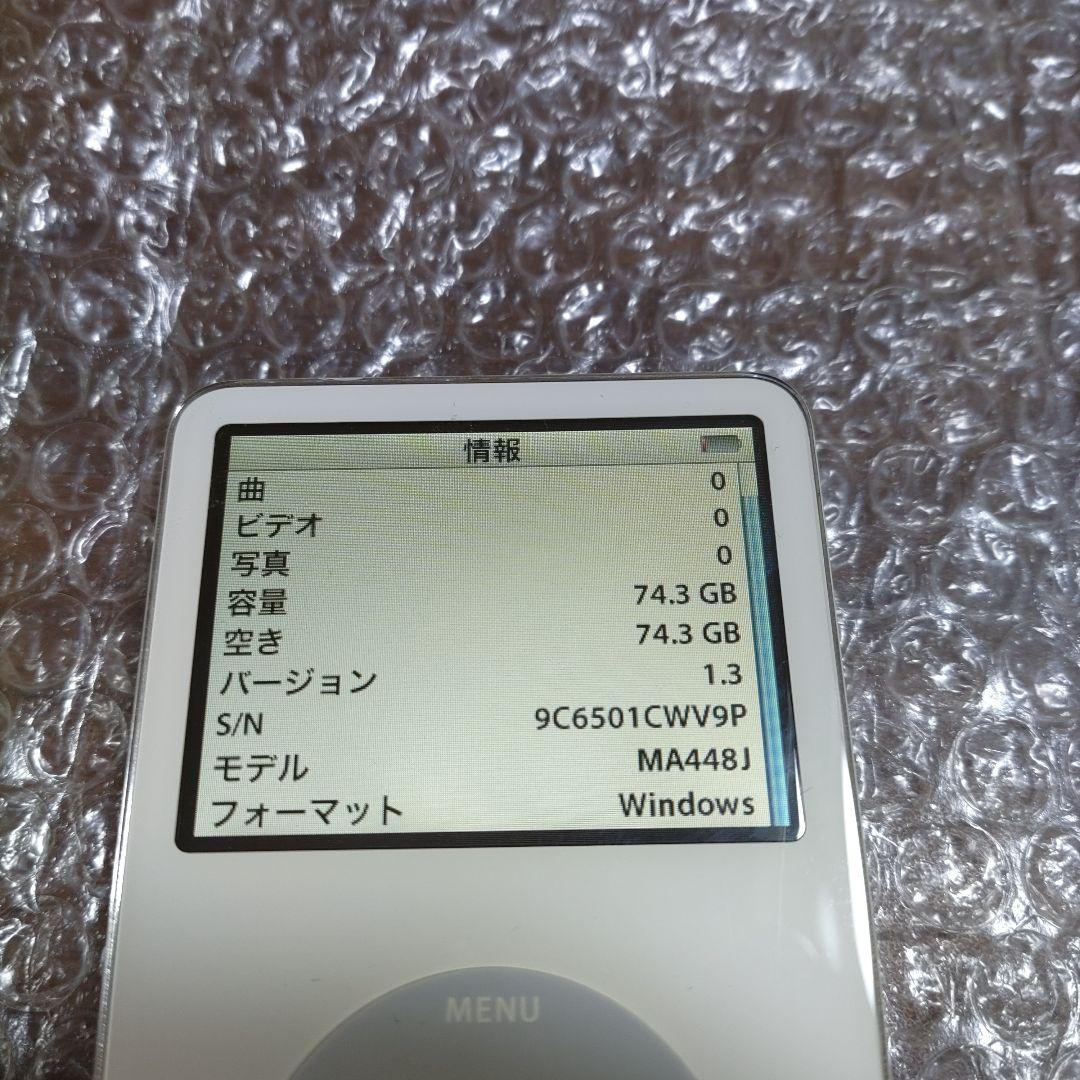 情報
曲 0
ビデオ 0
写真 0
容量 74.3 GB
空き 74.3 GB
バージョン 1.3
S/N 9C6501CWV9P
モデル MA448J
フォーマット Windows
MENU